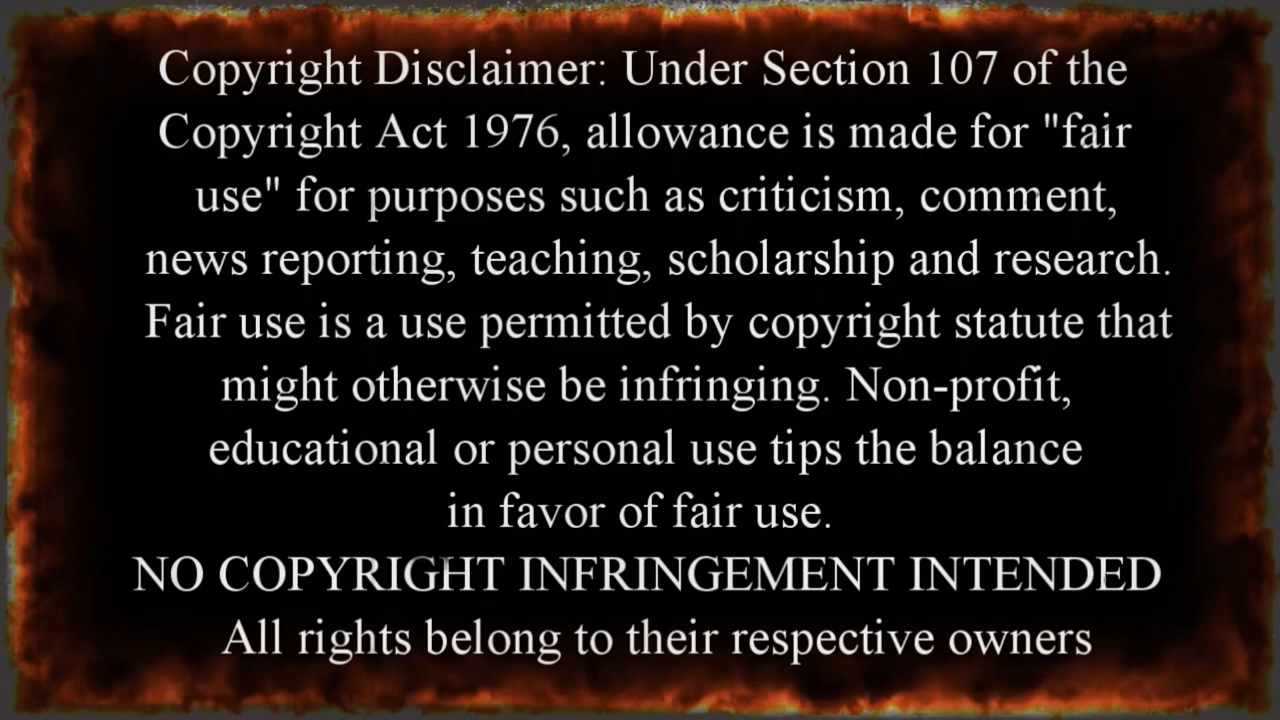 Copyright Disclaimer: Under Section 107 of the
Copyright Act 1976, allowance is made for "fair
use" for purposes such as criticism, comment,
news reporting, teaching, scholarship and research.
Fair use is a use permitted by copyright statute that
might otherwise be infringing. Non-profit,
educational or personal use tips the balance
in favor of fair use.
NO COPYRIGHT INFRINGEMENT INTENDED
All rights belong to their respective owners